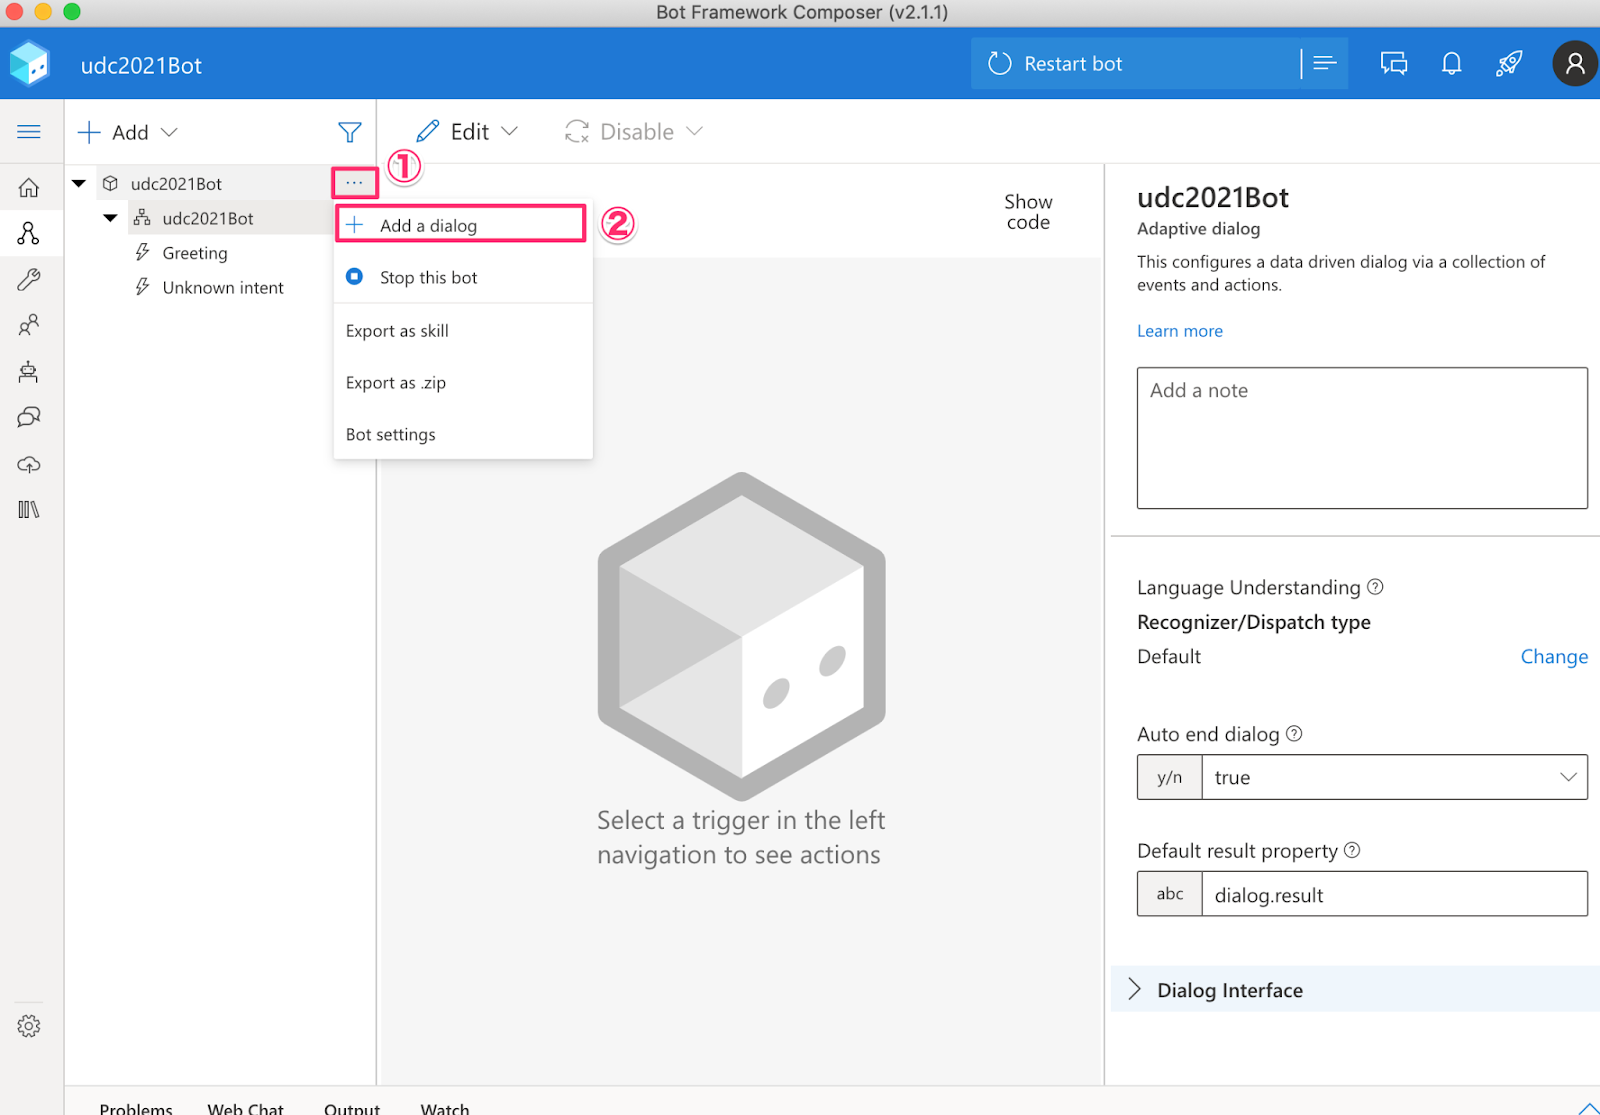 Bot Framework Composer (v2.1.1)
udc2021Bot
Restart bot
Add
Edit
Disable
①
udc2021Bot
...
udc2021Bot
Greeting
Unknown intent
Add a dialog
②
Stop this bot
Export as skill
Export as .zip
Bot settings
Show
code
Select a trigger in the left
navigation to see actions
udc2021Bot
Adaptive dialog
This configures a data driven dialog via a collection of
events and actions.
Learn more
Add a note
Language Understanding
Recognizer/Dispatch type
Default
Change
Auto end dialog
y/n
true
Default result property
abc
dialog.result
Dialog Interface
Problems
Web Chat
Output
Watch